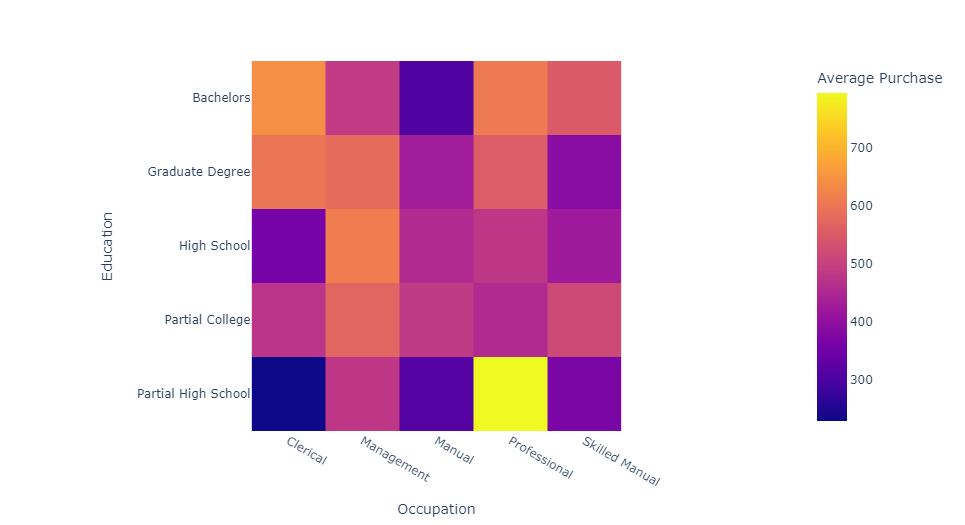 Average Purchase
Bachelors
Graduate Degree
High School
Partial College
Partial High School
Education
Clerical
Management
Manual
Professional
Skilled Manual
Occupation
700
600
500
400
300